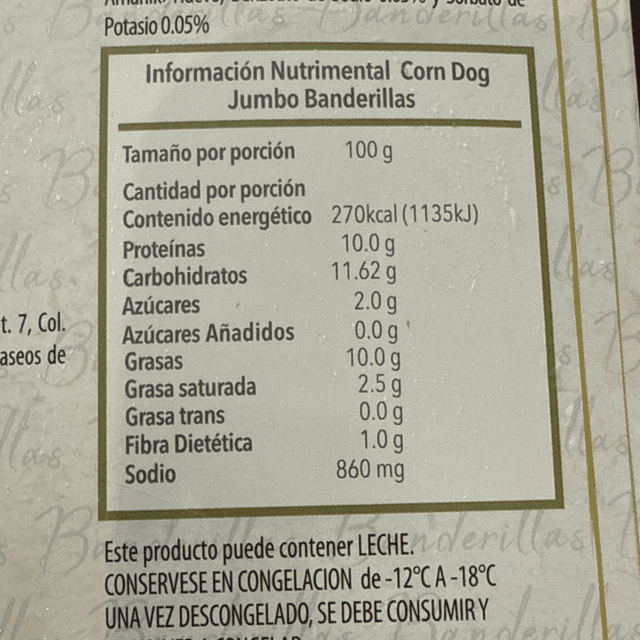 Potasio 0.05%
Información Nutrimental Corn Dog
Jumbo Banderillas
Tamaño por porción 100 g
Cantidad por porción
Contenido energético 270kcal (1135kJ)
Proteínas 10.0 g
Carbohidratos 11.62 g
Azúcares 2.0 g
Azúcares Añadidos 0.0 g
Grasas 10.0 g
Grasa saturada 2.5 g
Grasa trans 0.0 g
Fibra Dietética 1.0 g
Sodio 860 mg
t. 7, Col.
aseos de
Este producto puede contener LECHE.
CONSERVESE EN CONGELACION de -12°C A -18°C
UNA VEZ DESCONGELADO, SE DEBE CONSUMIR Y